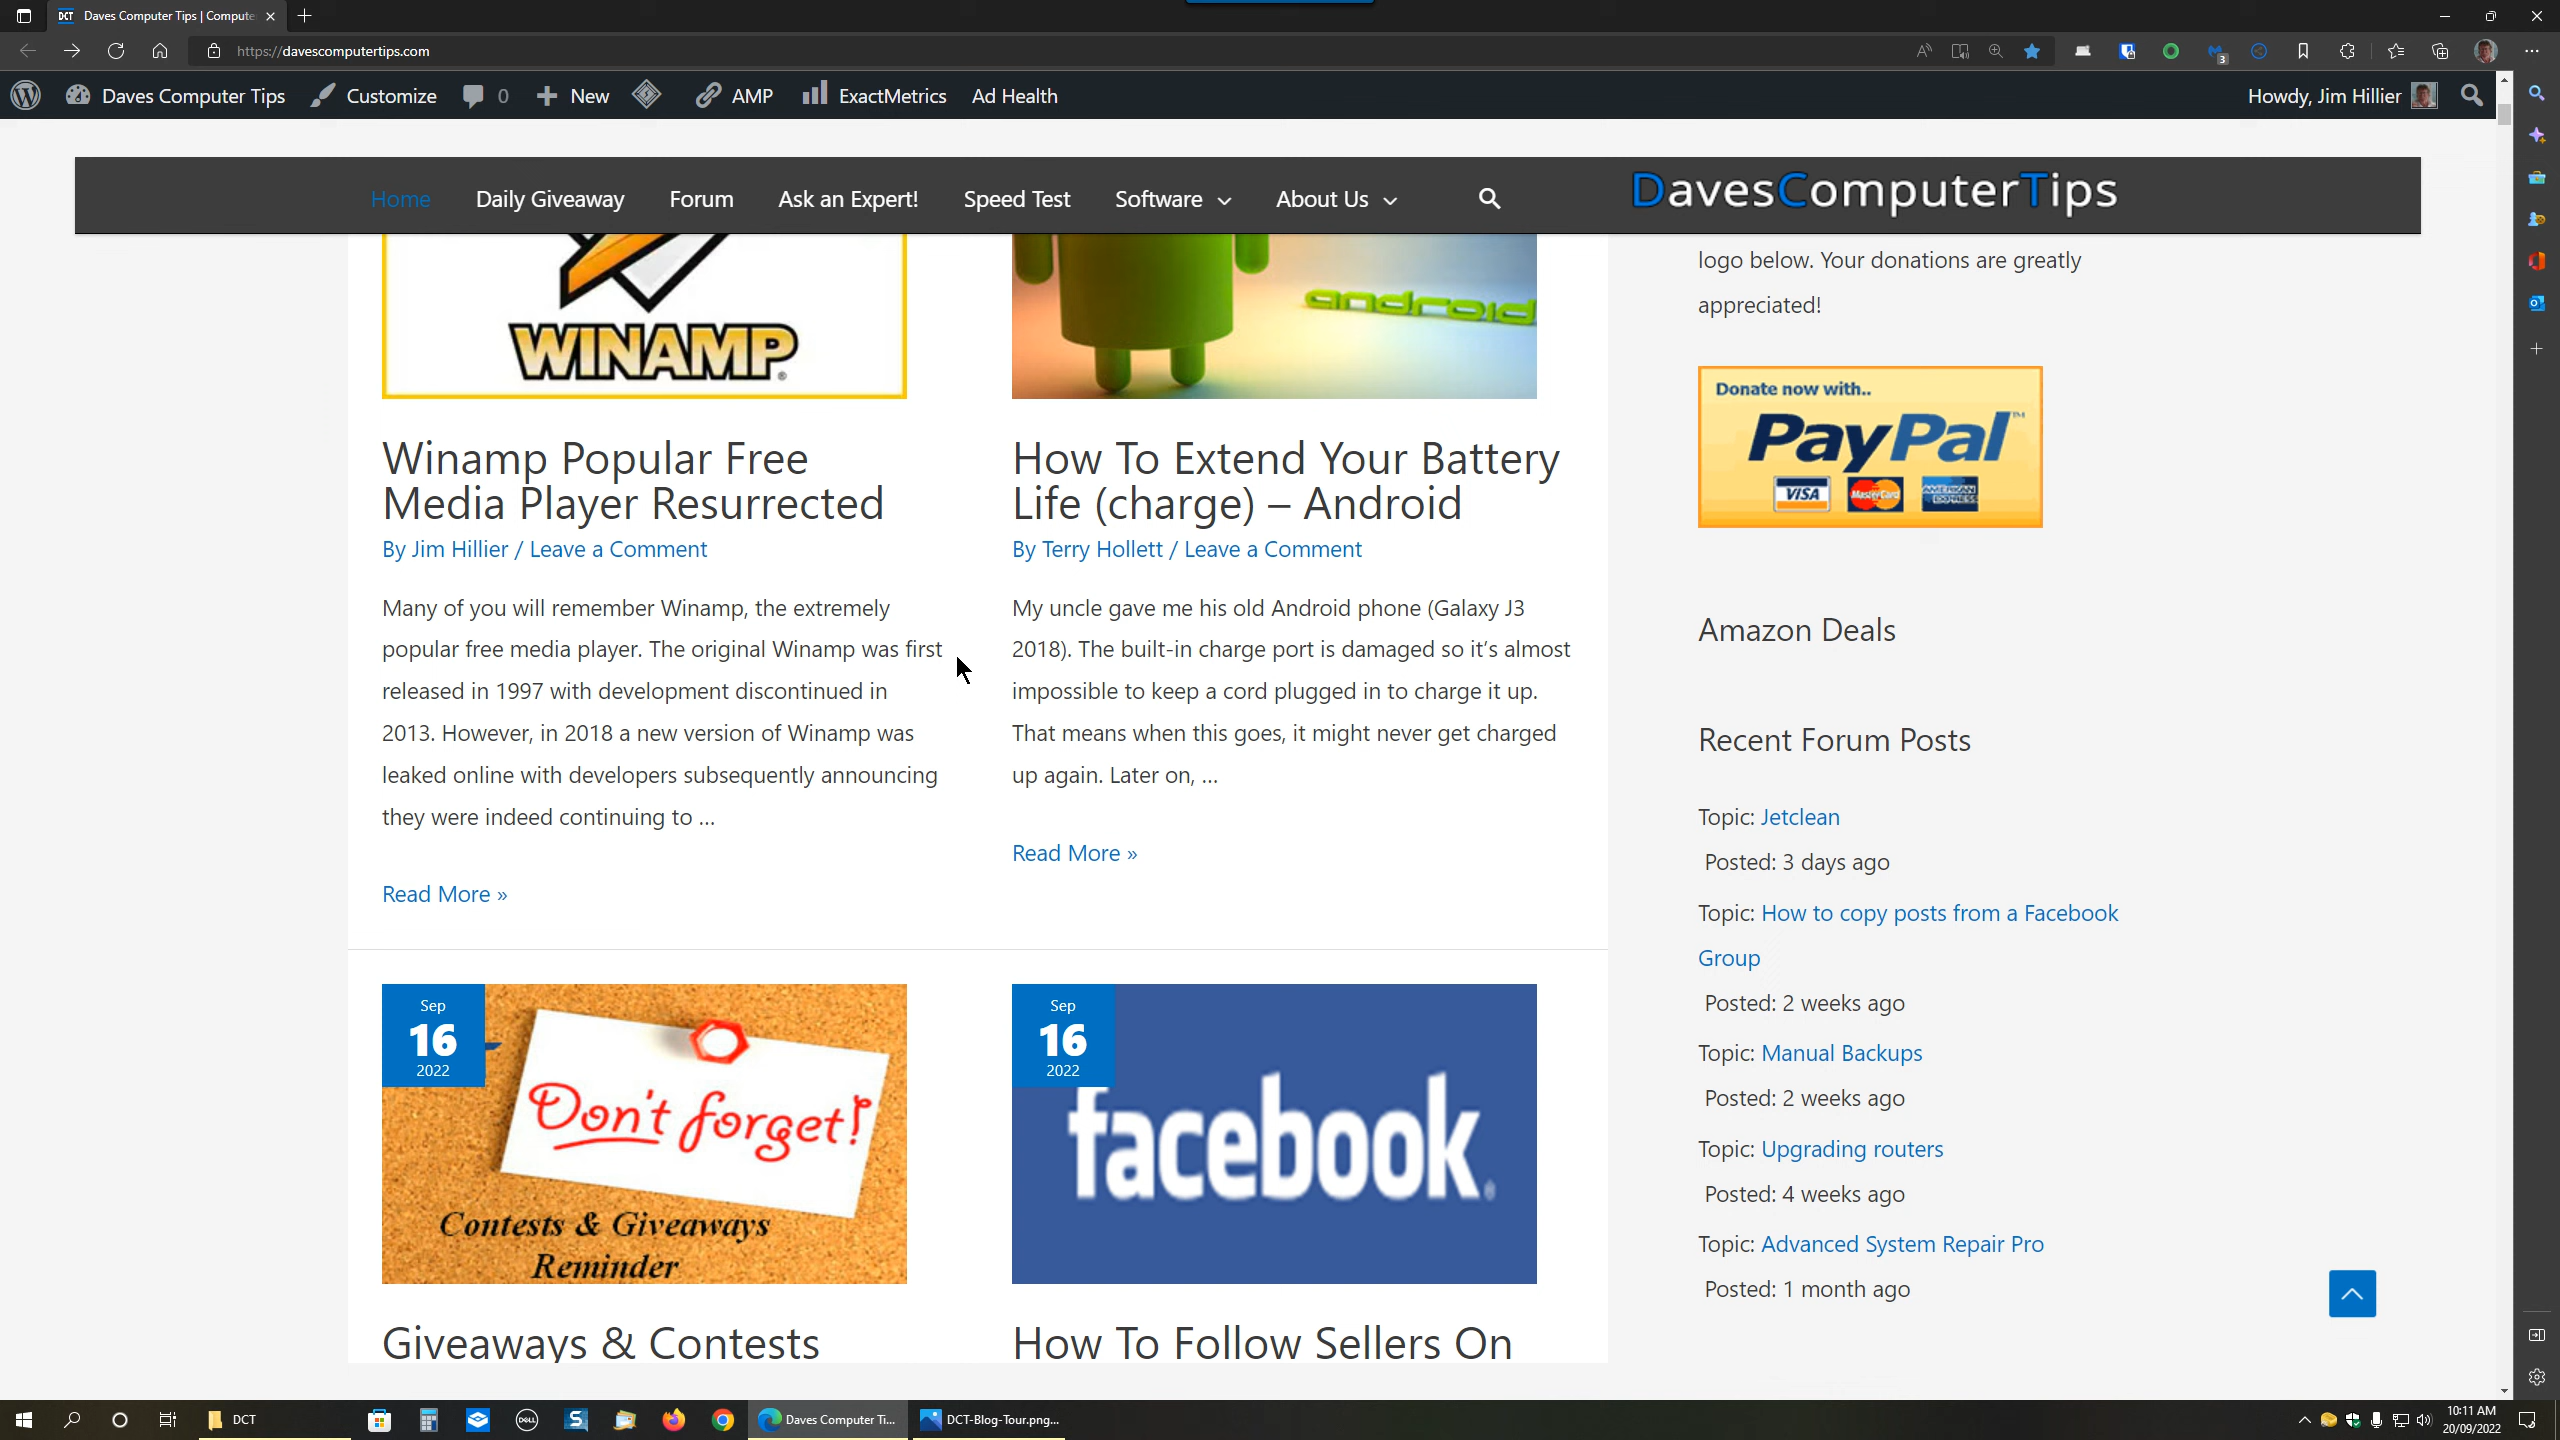 DCT Daves Computer Tips | Compute
https://davescomputertips.com
3
Daves Computer Tips
Customize
0
New
AMP
ExactMetrics
Ad Health
Howdy, Jim Hillier
Home
Daily Giveaway
Forum
Ask an Expert!
Speed Test
Software
About Us
DavesComputerTips
WINAMP
Winamp Popular Free
Media Player Resurrected
By Jim Hillier / Leave a Comment
Many of you will remember Winamp, the extremely
popular free media player. The original Winamp was first
released in 1997 with development discontinued in
2013. However, in 2018 a new version of Winamp was
leaked online with developers subsequently announcing
they were indeed continuing to ...
Read More »
android
How To Extend Your Battery
Life (charge) – Android
By Terry Hollett / Leave a Comment
My uncle gave me his old Android phone (Galaxy J3
2018). The built-in charge port is damaged so it's almost
impossible to keep a cord plugged in to charge it up.
That means when this goes, it might never get charged
up again. Later on, ...
Read More »
Sep
16
2022
Don't forget!
Contests & Giveaways
Reminder
Giveaways & Contests
Sep
16
2022
facebook
How To Follow Sellers On
logo below. Your donations are greatly
appreciated!
Donate now with..
PayPal™
VISA MasterCard AMERICAN EXPRESS
Amazon Deals
Recent Forum Posts
Topic: Jetclean
Posted: 3 days ago
Topic: How to copy posts from a Facebook
Group
Posted: 2 weeks ago
Topic: Manual Backups
Posted: 2 weeks ago
Topic: Upgrading routers
Posted: 4 weeks ago
Topic: Advanced System Repair Pro
Posted: 1 month ago
DCT
DELL
Daves Computer Ti...
DCT-Blog-Tour.png...
10:11 AM
20/09/2022